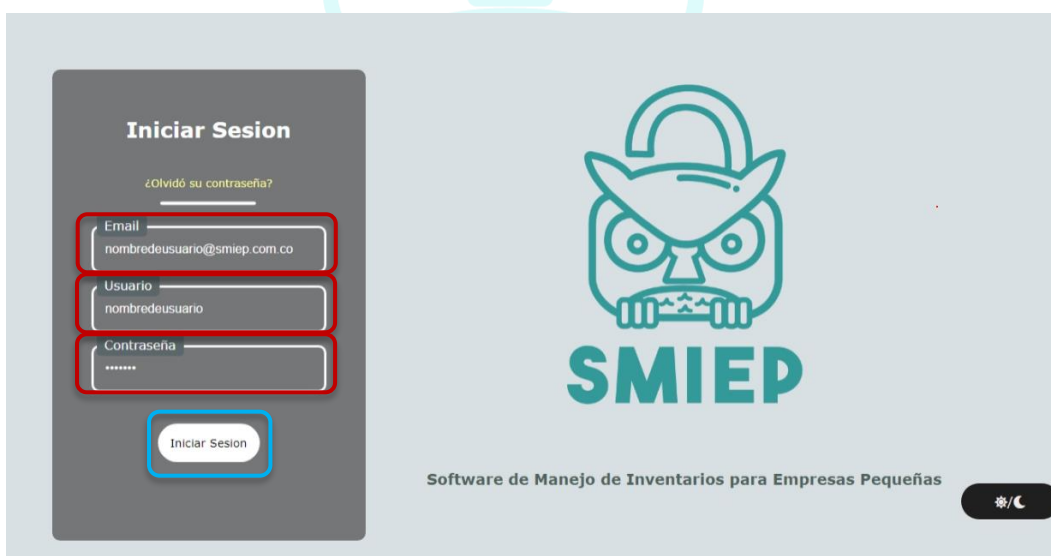 Iniciar Sesion
¿Olvidó su contraseña?
Email
nombredeusuario@smiep.com.co
Usuario
nombredeusuario
Contraseña
•••••••
Iniciar Sesion
SMIEP
Software de Manejo de Inventarios para Empresas Pequeñas
/